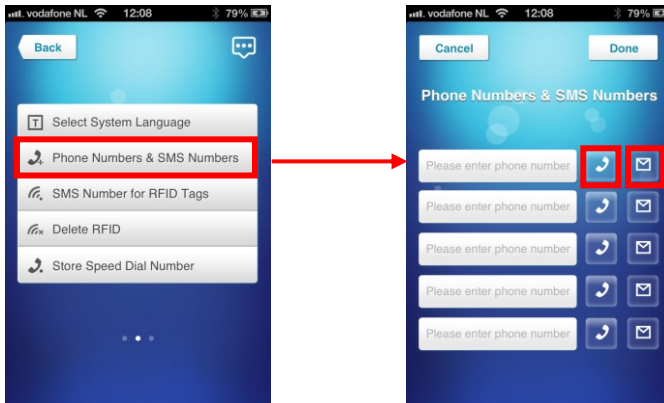 vodafone NL 12:08 79%
Back
T Select System Language
Phone Numbers & SMS Numbers
SMS Number for RFID Tags
Delete RFID
Store Speed Dial Number
vodafone NL 12:08 79%
Cancel Done
Phone Numbers & SMS Numbers
Please enter phone number
Please enter phone number
Please enter phone number
Please enter phone number
Please enter phone number